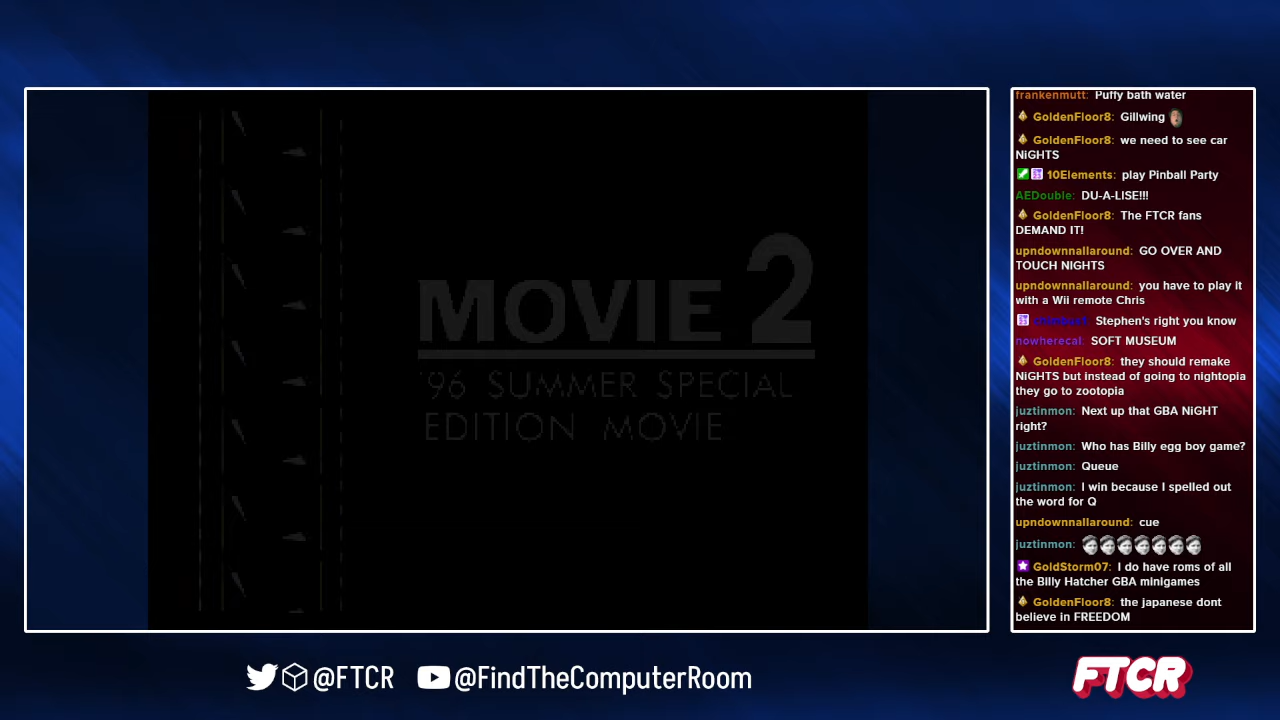 MOVIE 2
'96 SUMMER SPECIAL
EDITION MOVIE
frankenmutt: Puffy bath water
GoldenFloor8: Gillwing
GoldenFloor8: we need to see car
NiGHTS
10Elements: play Pinball Party
AEDouble: DU-A-LISE!!!
GoldenFloor8: The FTCR fans
DEMAND IT!
upndownnallaround: GO OVER AND
TOUCH NIGHTS
upndownnallaround: you have to play it
with a Wii remote Chris
Stephen's right you know
nowherecal: SOFT MUSEUM
GoldenFloor8: they should remake
NiGHTS but instead of going to nightopia
they go to zootopia
juztinmon: Next up that GBA NiGHT
right?
juztinmon: Who has Billy egg boy game?
juztinmon: Queue
juztinmon: I win because I spelled out
the word for Q
upndownnallaround: cue
juztinmon:
GoldStorm07: I do have roms of all
the Billy Hatcher GBA minigames
GoldenFloor8: the japanese dont
believe in FREEDOM
@FTCR
@FindTheComputerRoom
FTCR